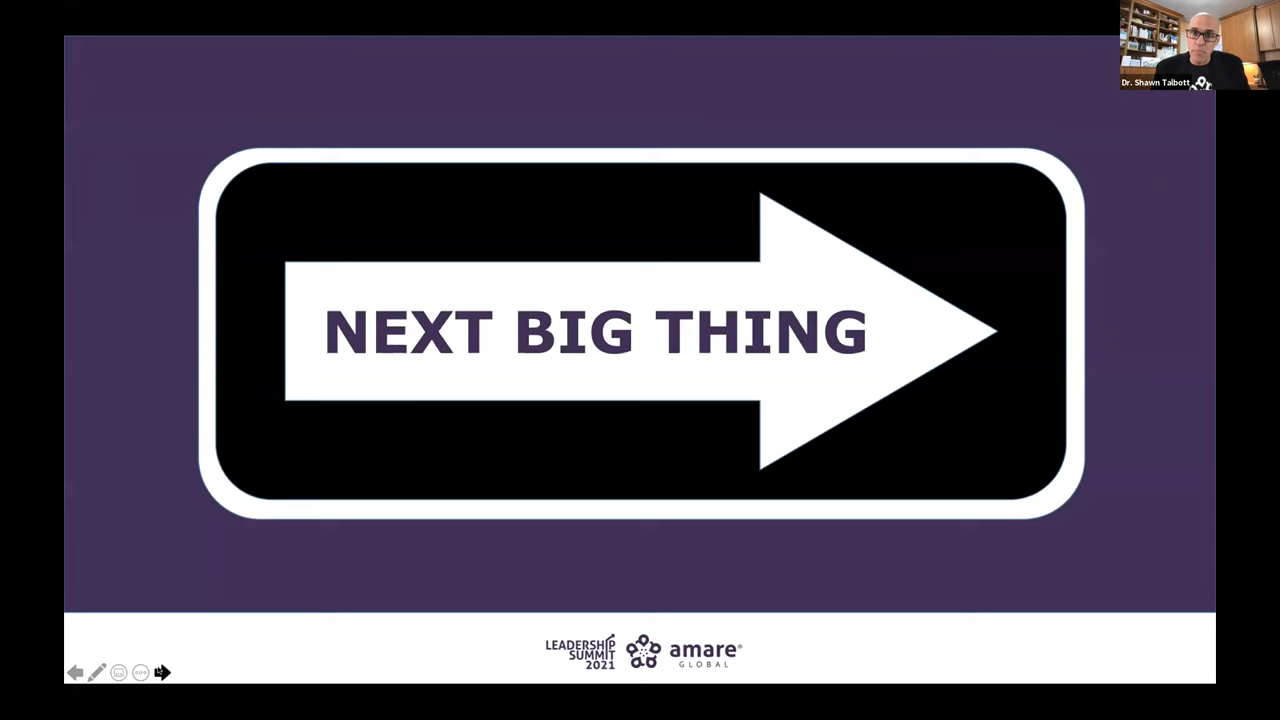 Dr. Shawn Talbott
NEXT BIG THING
LEADERSHIP
SUMMIT
2021
amare®
GLOBAL